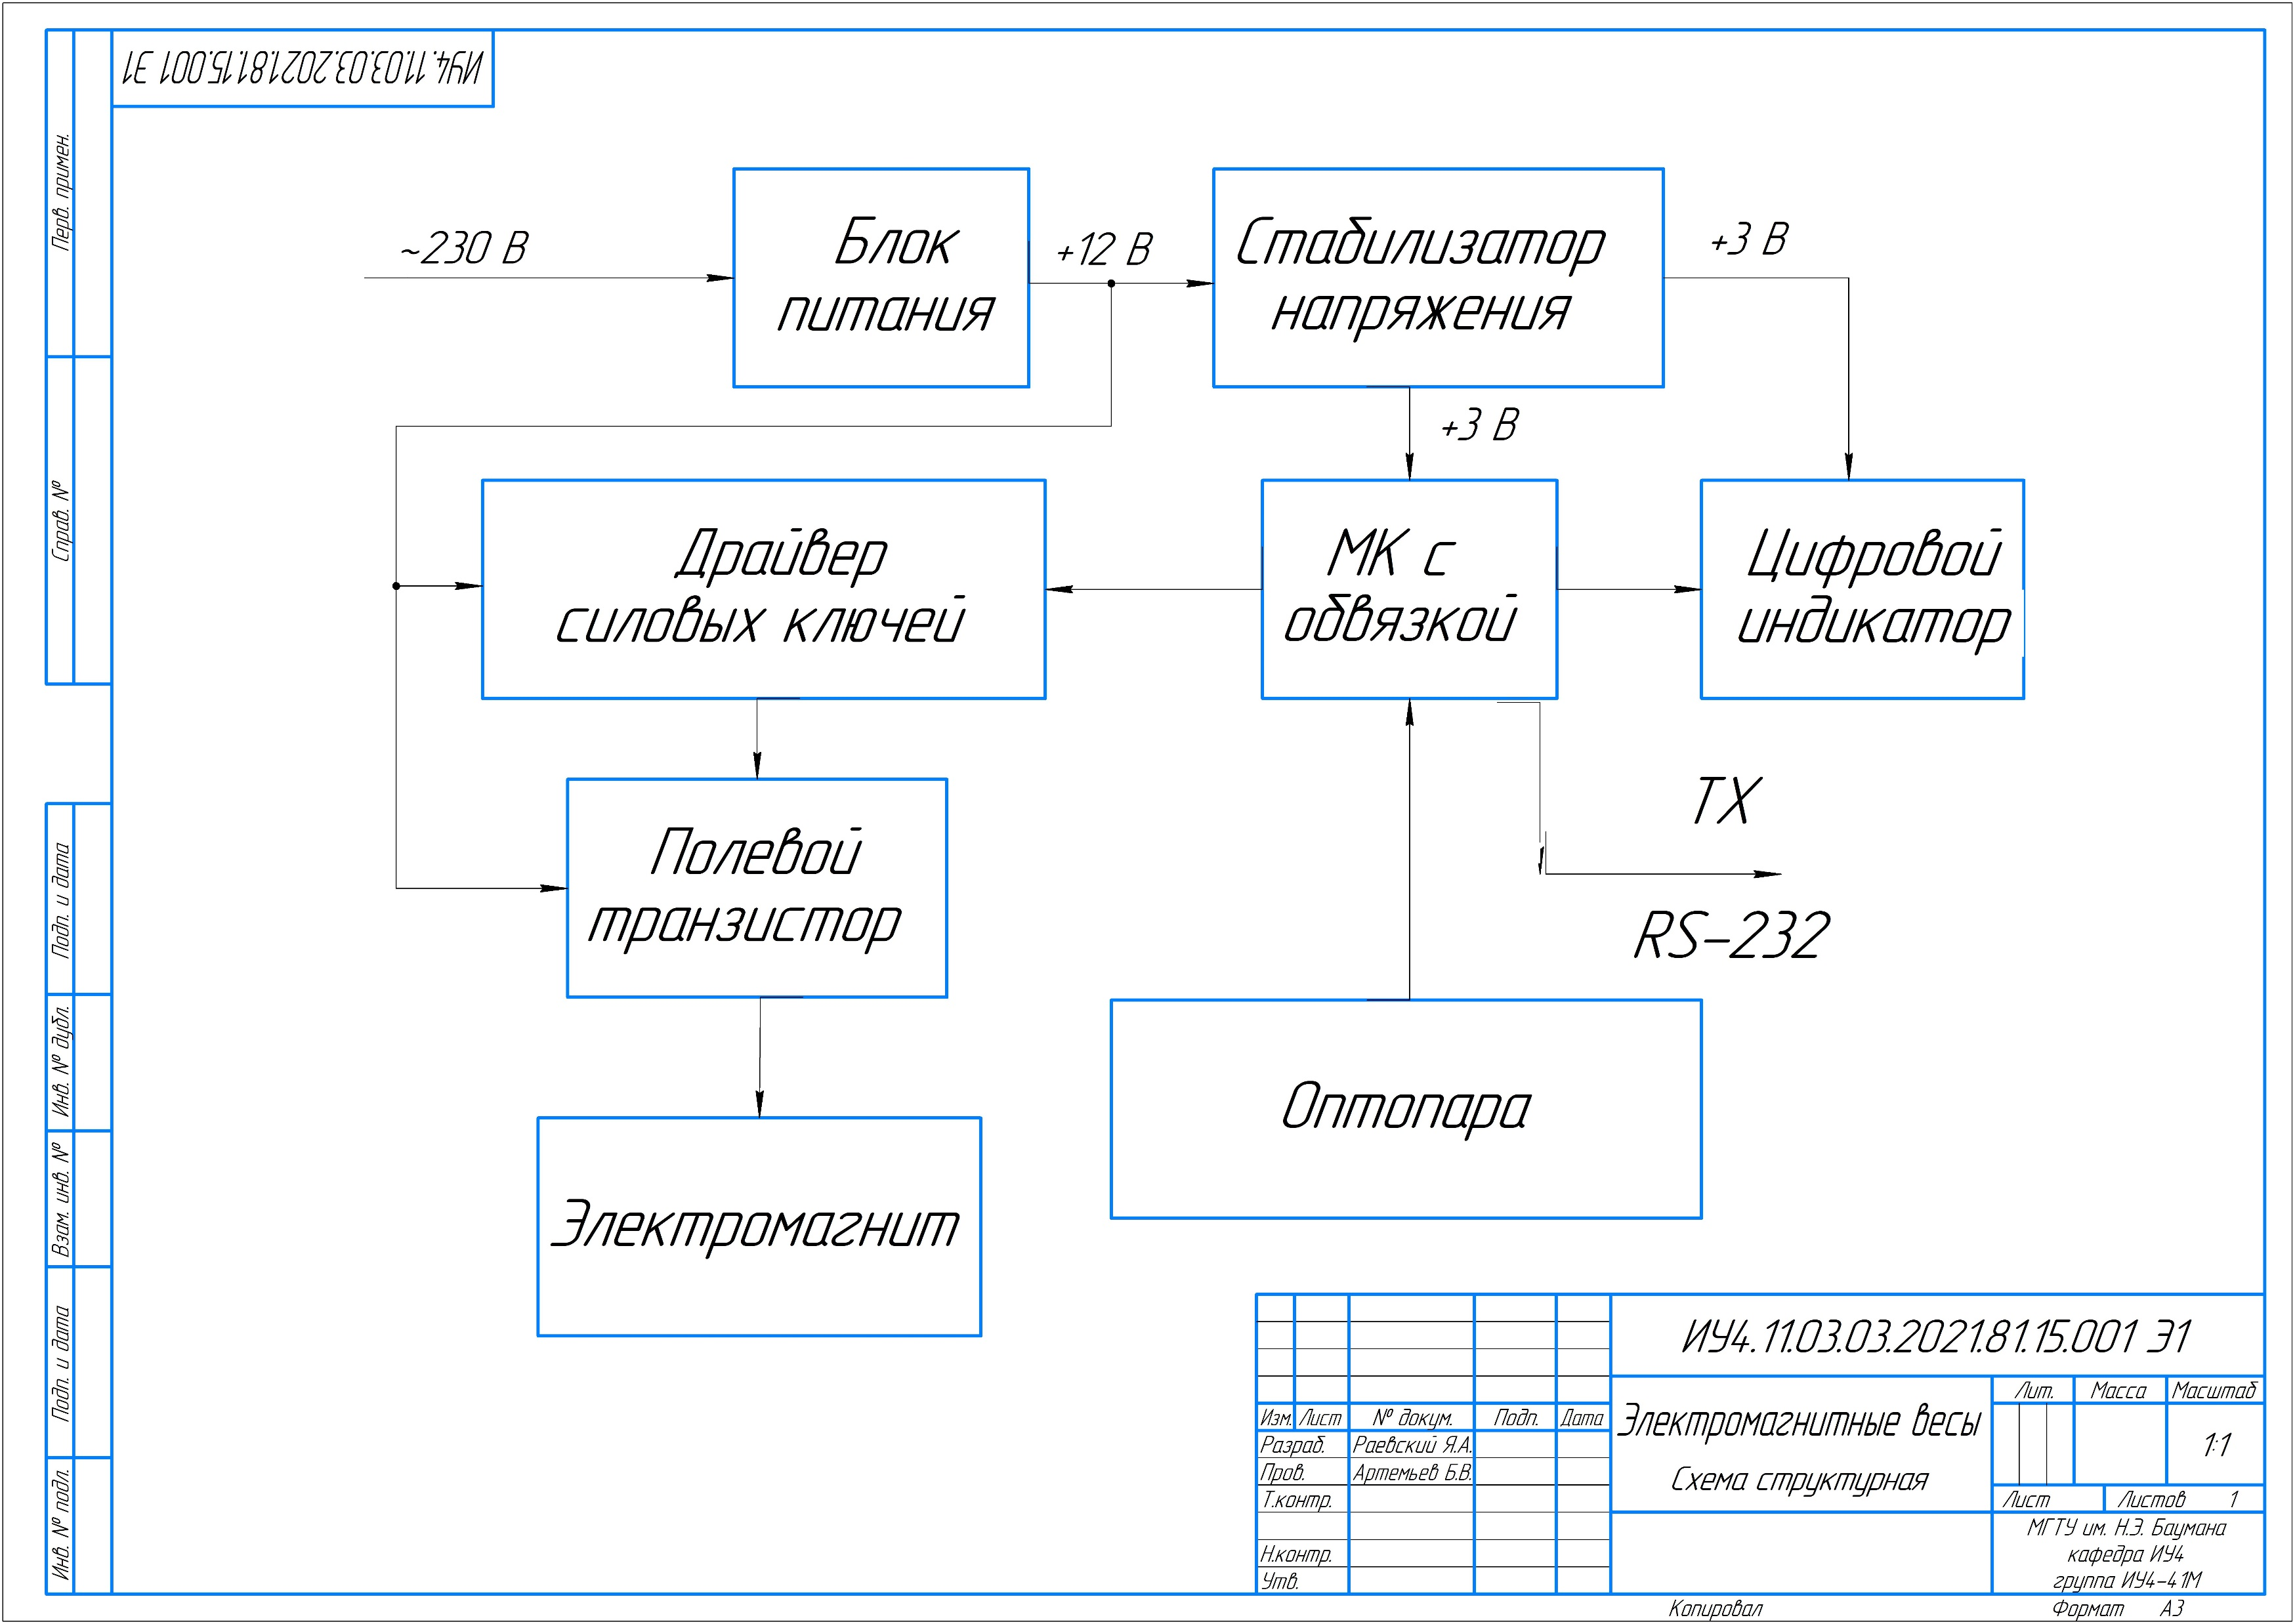 ИУ4.11.03.03.2021.81.15.001 Э1
Перв. примен.
Справ. №
Подп. и дата
Инв. № дубл.
Взам. инв. №
Подп. и дата
Инв. № подл.
~230 В
Блок
питания
+12 В
Стабилизатор
напряжения
+3 В
+3 В
Драйвер
силовых ключей
МК с
обвязкой
Цифровой
индикатор
Полевой
транзистор
TX
RS-232
Оптопара
Электромагнит
ИУ4.11.03.03.2021.81.15.001 Э1
Изм. Лист № докум. Подп. Дата
Разраб. Раевский Я.А.
Пров. Артемьев Б.В.
Т.контр.
Н.контр.
Утв.
Электромагнитные весы
Схема структурная
Лит. Масса Масштаб
1:1
Лист Листов 1
МГТУ им. Н.Э. Баумана
кафедра ИУ4
группа ИУ4-41М
Копировал Формат А3